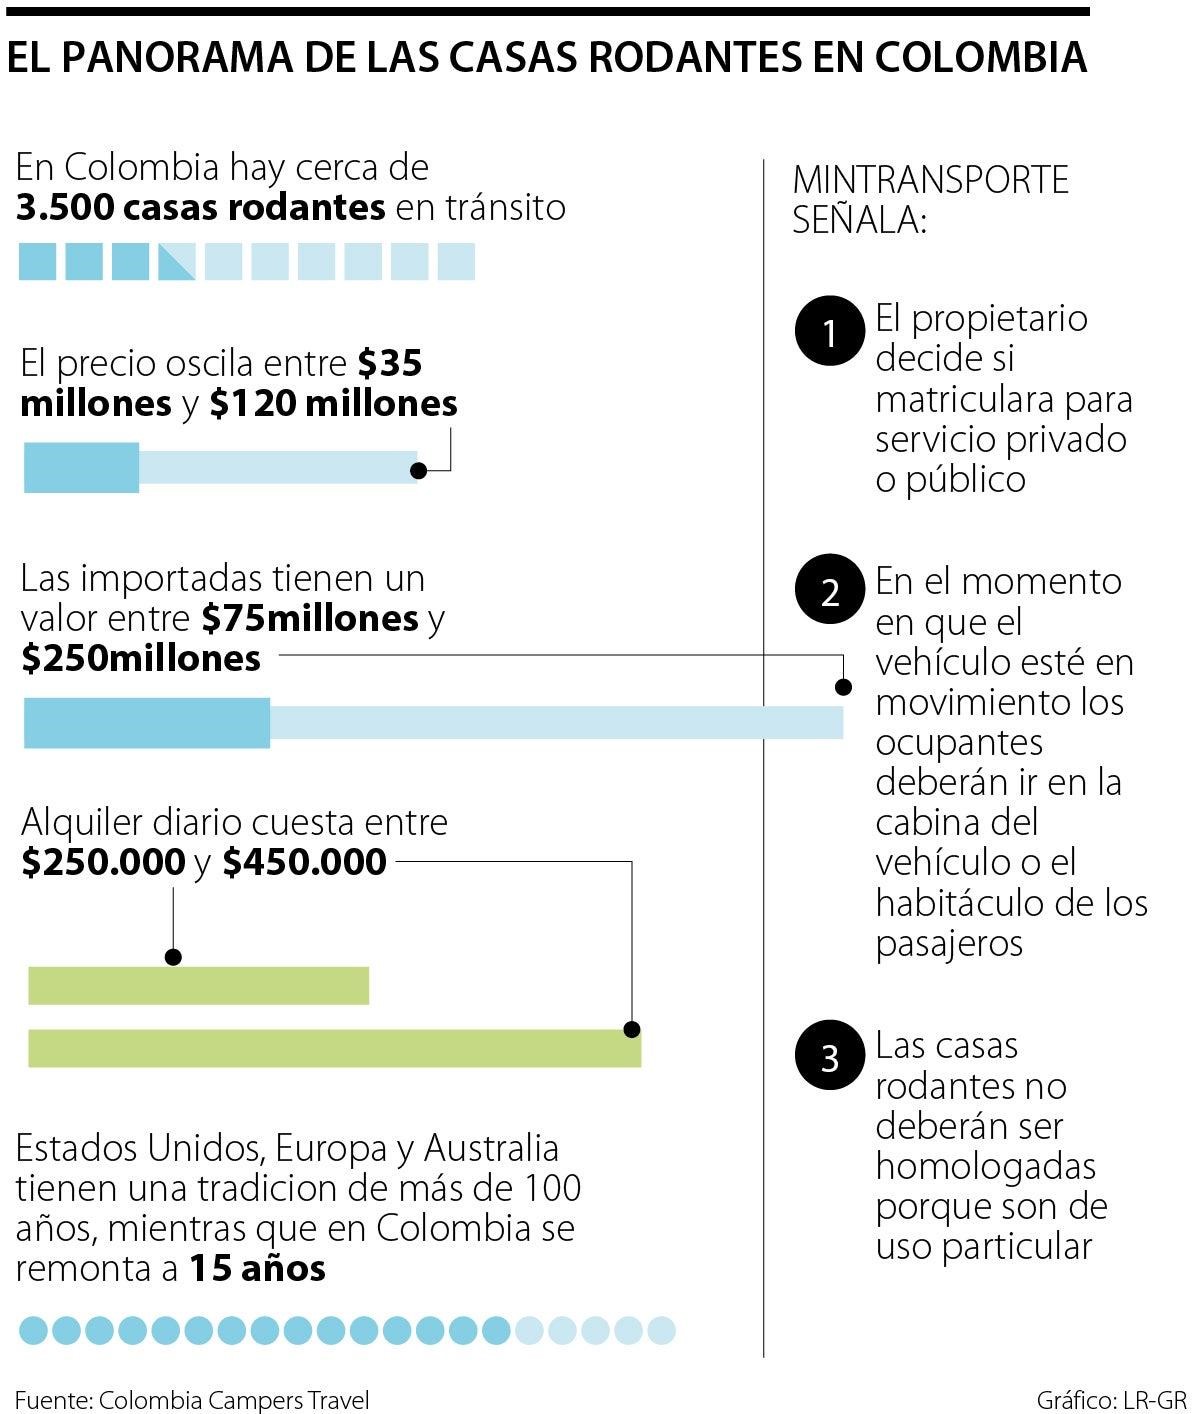 EL PANORAMA DE LAS CASAS RODANTES EN COLOMBIA
En Colombia hay cerca de
3.500 casas rodantes en tránsito
El precio oscila entre $35
millones y $120 millones
Las importadas tienen un
valor entre $75millones y
$250millones
Alquiler diario cuesta entre
$250.000 y $450.000
Estados Unidos, Europa y Australia
tienen una tradicion de más de 100
años, mientras que en Colombia se
remonta a 15 años
MINTRANSPORTE
SEÑALA:
1 El propietario
decide si
matriculara para
servicio privado
o público
2 En el momento
en que el
vehículo esté en
movimiento los
ocupantes
deberán ir en la
cabina del
vehículo o el
habitáculo de los
pasajeros
3 Las casas
rodantes no
deberán ser
homologadas
porque son de
uso particular
Fuente: Colombia Campers Travel
Gráfico: LR-GR